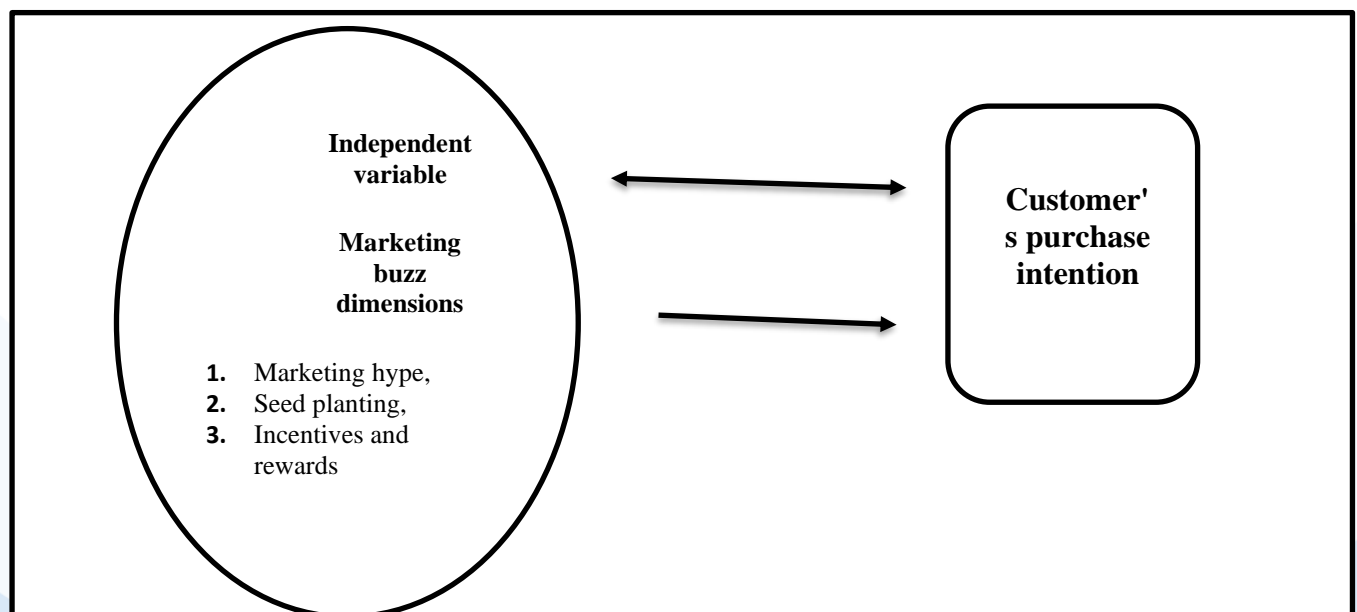 Independent
variable
Marketing
buzz
dimensions
1. Marketing hype,
2. Seed planting,
3. Incentives and
rewards
Customer'
s purchase
intention